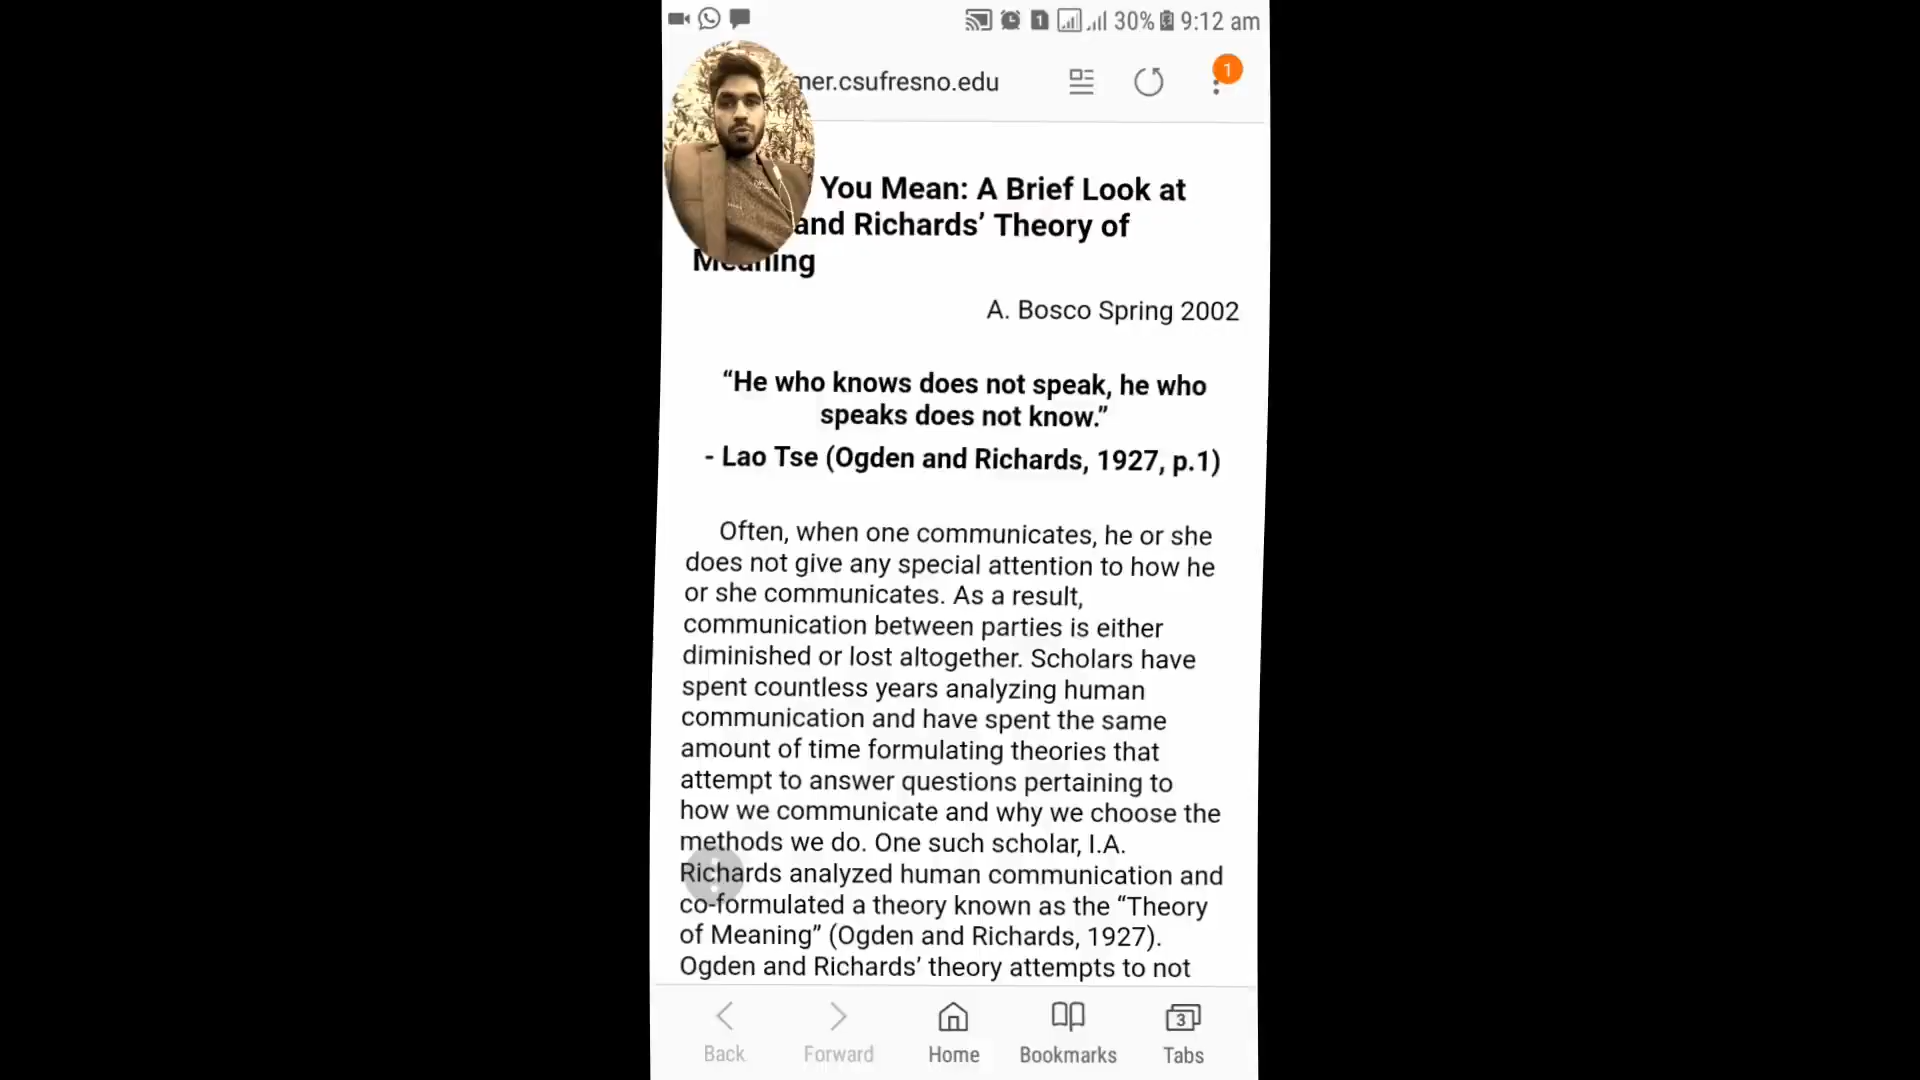 30% 9:12 am
mer.csufresno.edu
1
You Mean: A Brief Look at
and Richards’ Theory of
Meaning
A. Bosco Spring 2002
“He who knows does not speak, he who
speaks does not know.”
- Lao Tse (Ogden and Richards, 1927, p.1)
Often, when one communicates, he or she
does not give any special attention to how he
or she communicates. As a result,
communication between parties is either
diminished or lost altogether. Scholars have
spent countless years analyzing human
communication and have spent the same
amount of time formulating theories that
attempt to answer questions pertaining to
how we communicate and why we choose the
methods we do. One such scholar, I.A.
Richards analyzed human communication and
co-formulated a theory known as the “Theory
of Meaning” (Ogden and Richards, 1927).
Ogden and Richards’ theory attempts to not
3
Back Forward Home Bookmarks Tabs